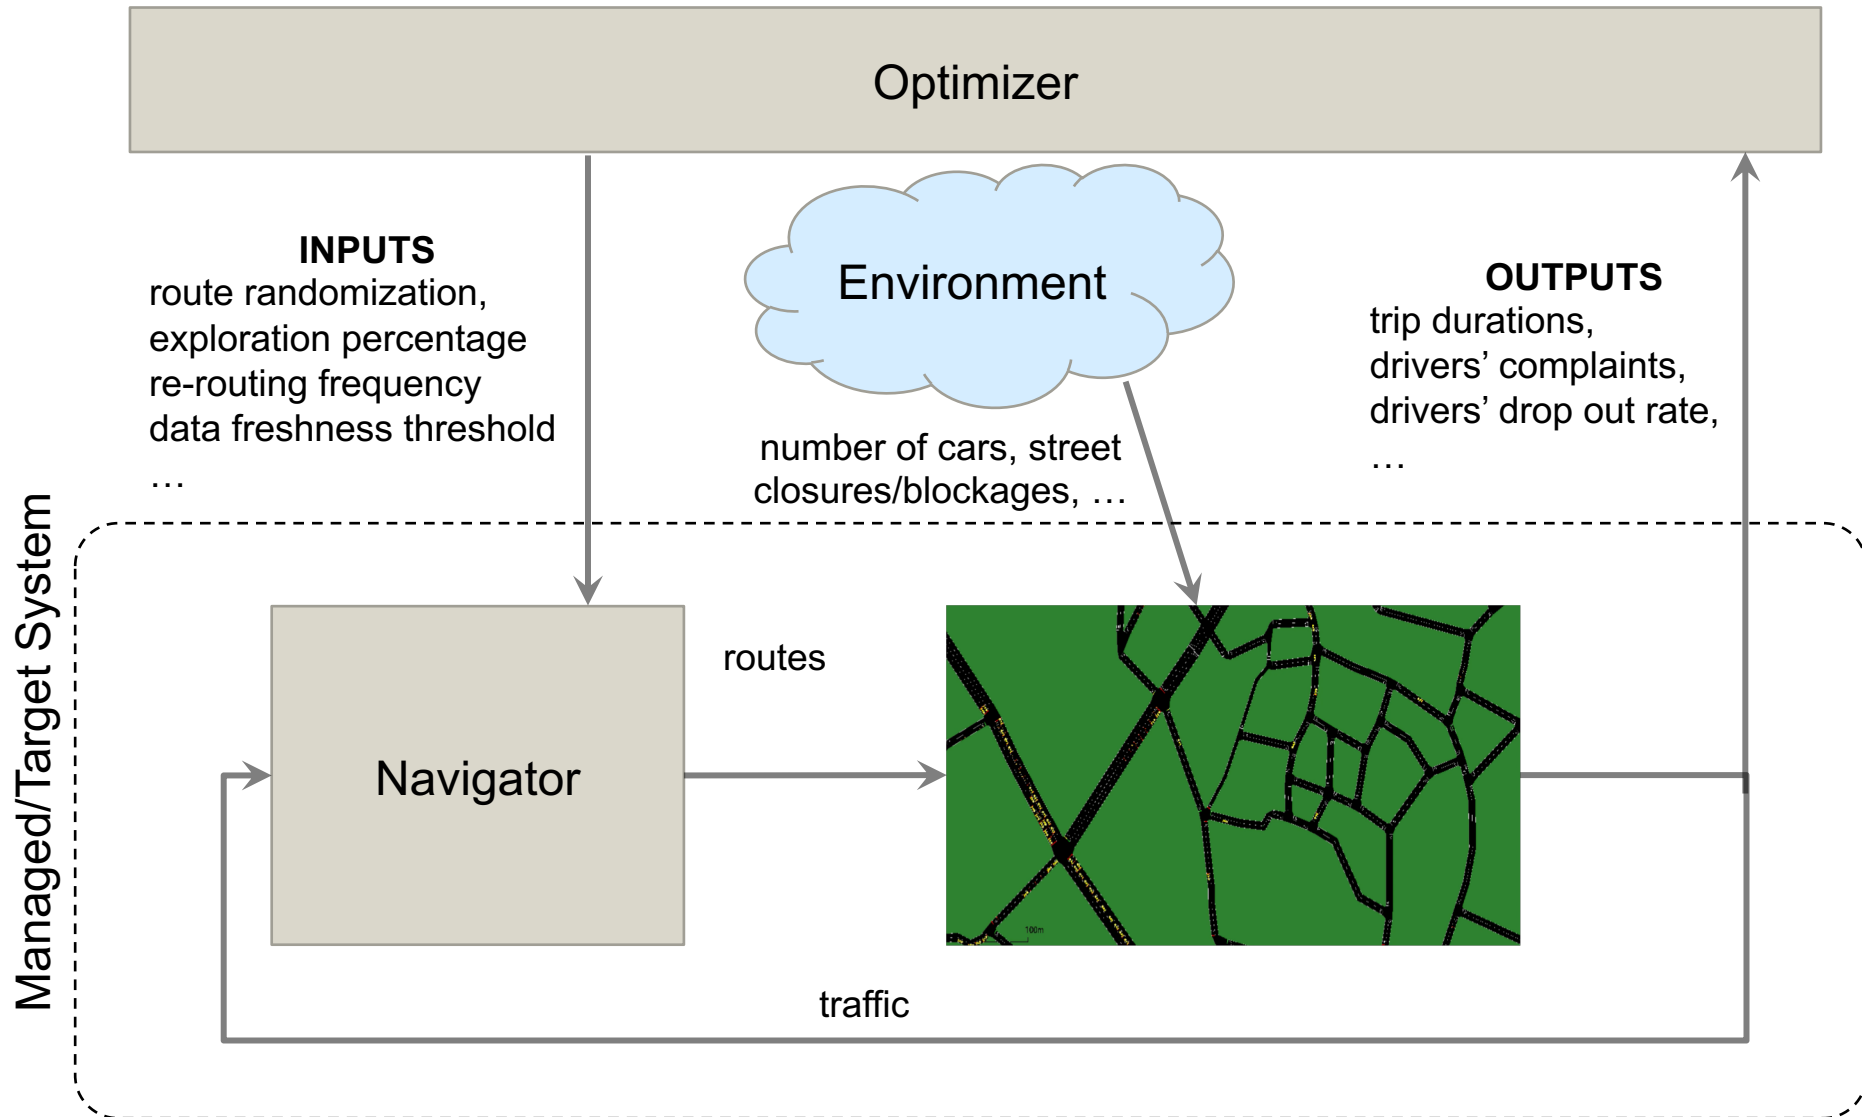 Optimizer
INPUTS
route randomization,
exploration percentage
re-routing frequency
data freshness threshold
…
Environment
number of cars, street
closures/blockages, …
OUTPUTS
trip durations,
drivers’ complaints,
drivers’ drop out rate,
…
Managed/Target System
Navigator
routes
100m
traffic